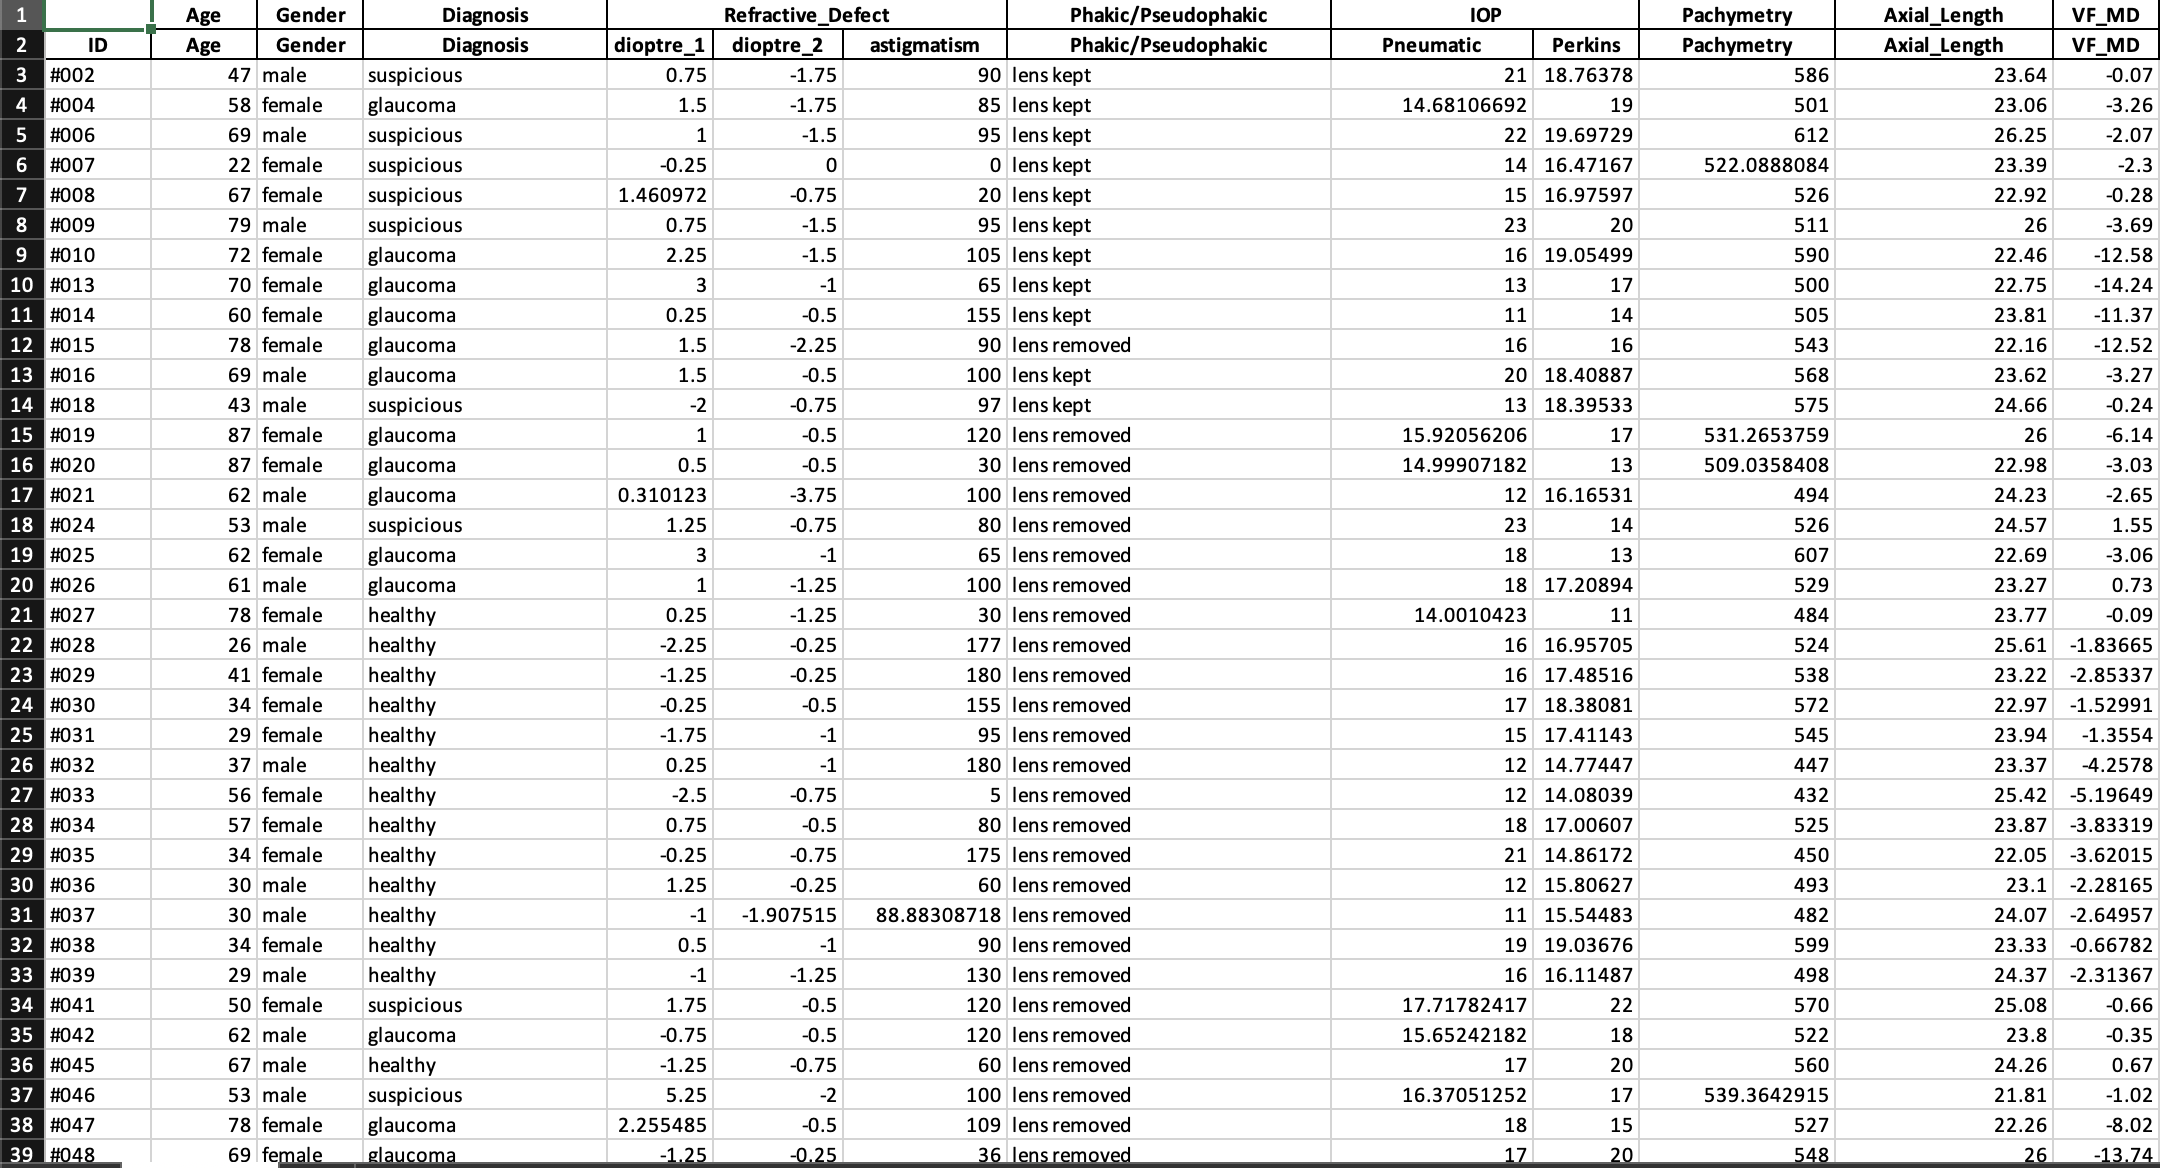 1 Age Gender Diagnosis Refractive_Defect Phakic/Pseudophakic IOP Pachymetry Axial_Length VF_MD
2 ID Age Gender Diagnosis dioptre_1 dioptre_2 astigmatism Phakic/Pseudophakic Pneumatic Perkins Pachymetry Axial_Length VF_MD
3 #002 47 male suspicious 0.75 -1.75 90 lens kept 21 18.76378 586 23.64 -0.07
4 #004 58 female glaucoma 1.5 -1.75 85 lens kept 14.68106692 19 501 23.06 -3.26
5 #006 69 male suspicious 1 -1.5 95 lens kept 22 19.69729 612 26.25 -2.07
6 #007 22 female suspicious -0.25 0 0 lens kept 14 16.47167 522.0888084 23.39 -2.3
7 #008 67 female suspicious 1.460972 -0.75 20 lens kept 15 16.97597 526 22.92 -0.28
8 #009 79 male suspicious 0.75 -1.5 95 lens kept 23 20 511 26 -3.69
9 #010 72 female glaucoma 2.25 -1.5 105 lens kept 16 19.05499 590 22.46 -12.58
10 #013 70 female glaucoma 3 -1 65 lens kept 13 17 500 22.75 -14.24
11 #014 60 female glaucoma 0.25 -0.5 155 lens kept 11 14 505 23.81 -11.37
12 #015 78 female glaucoma 1.5 -2.25 90 lens removed 16 16 543 22.16 -12.52
13 #016 69 male glaucoma 1.5 -0.5 100 lens kept 20 18.40887 568 23.62 -3.27
14 #018 43 male suspicious -2 -0.75 97 lens kept 13 18.39533 575 24.66 -0.24
15 #019 87 female glaucoma 1 -0.5 120 lens removed 15.92056206 17 531.2653759 26 -6.14
16 #020 87 female glaucoma 0.5 -0.5 30 lens removed 14.99907182 13 509.0358408 22.98 -3.03
17 #021 62 male glaucoma 0.310123 -3.75 100 lens removed 12 16.16531 494 24.23 -2.65
18 #024 53 male suspicious 1.25 -0.75 80 lens removed 23 14 526 24.57 1.55
19 #025 62 female glaucoma 3 -1 65 lens removed 18 13 607 22.69 -3.06
20 #026 61 male glaucoma 1 -1.25 100 lens removed 18 17.20894 529 23.27 0.73
21 #027 78 female healthy 0.25 -1.25 30 lens removed 14.0010423 11 484 23.77 -0.09
22 #028 26 male healthy -2.25 -0.25 177 lens removed 16 16.95705 524 25.61 -1.83665
23 #029 41 female healthy -1.25 -0.25 180 lens removed 16 17.48516 538 23.22 -2.85337
24 #030 34 female healthy -0.25 -0.5 155 lens removed 17 18.38081 572 22.97 -1.52991
25 #031 29 female healthy -1.75 -1 95 lens removed 15 17.41143 545 23.94 -1.3554
26 #032 37 male healthy 0.25 -1 180 lens removed 12 14.77447 447 23.37 -4.2578
27 #033 56 female healthy -2.5 -0.75 5 lens removed 12 14.08039 432 25.42 -5.19649
28 #034 57 female healthy 0.75 -0.5 80 lens removed 18 17.00607 525 23.87 -3.83319
29 #035 34 female healthy -0.25 -0.75 175 lens removed 21 14.86172 450 22.05 -3.62015
30 #036 30 male healthy 1.25 -0.25 60 lens removed 12 15.80627 493 23.1 -2.28165
31 #037 30 male healthy -1 -1.907515 88.88308718 lens removed 11 15.54483 482 24.07 -2.64957
32 #038 34 female healthy 0.5 -1 90 lens removed 19 19.03676 599 23.33 -0.66782
33 #039 29 male healthy -1 -1.25 130 lens removed 16 16.11487 498 24.37 -2.31367
34 #041 50 female suspicious 1.75 -0.5 120 lens removed 17.71782417 22 570 25.08 -0.66
35 #042 62 male glaucoma -0.75 -0.5 120 lens removed 15.65242182 18 522 23.8 -0.35
36 #045 67 male healthy -1.25 -0.75 60 lens removed 17 20 560 24.26 0.67
37 #046 53 male suspicious 5.25 -2 100 lens removed 16.37051252 17 539.3642915 21.81 -1.02
38 #047 78 female glaucoma 2.255485 -0.5 109 lens removed 18 15 527 22.26 -8.02
39 #048 69 female glaucoma -1.25 -0.25 36 lens removed 17 20 548 26 -13.74